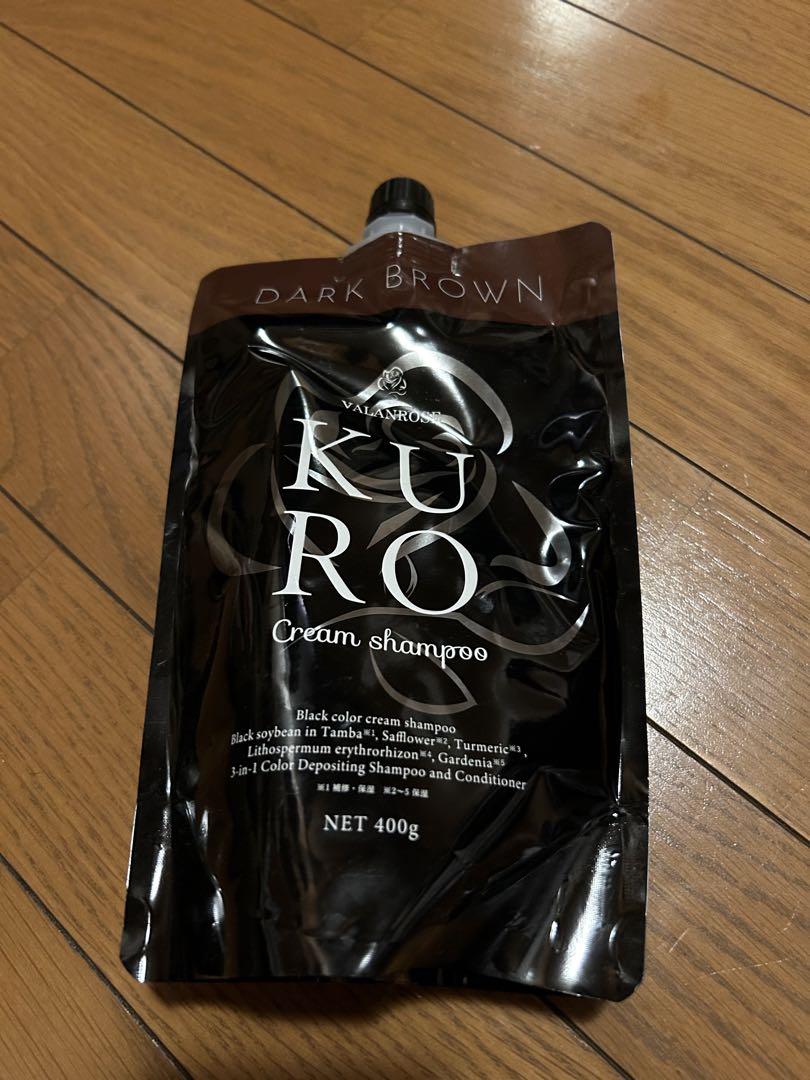 DARK BROWN
VALANROSE
KU
RO
Cream shampoo
Black color cream shampoo
Black soybean in Tamba※1, Safflower※2, Turmeric※3,
Lithospermum erythrorhizon※4, Gardenia※5
3-in-1 Color Depositing Shampoo and Conditioner
※1 補修・保湿 ※2〜5 保湿
NET 400g